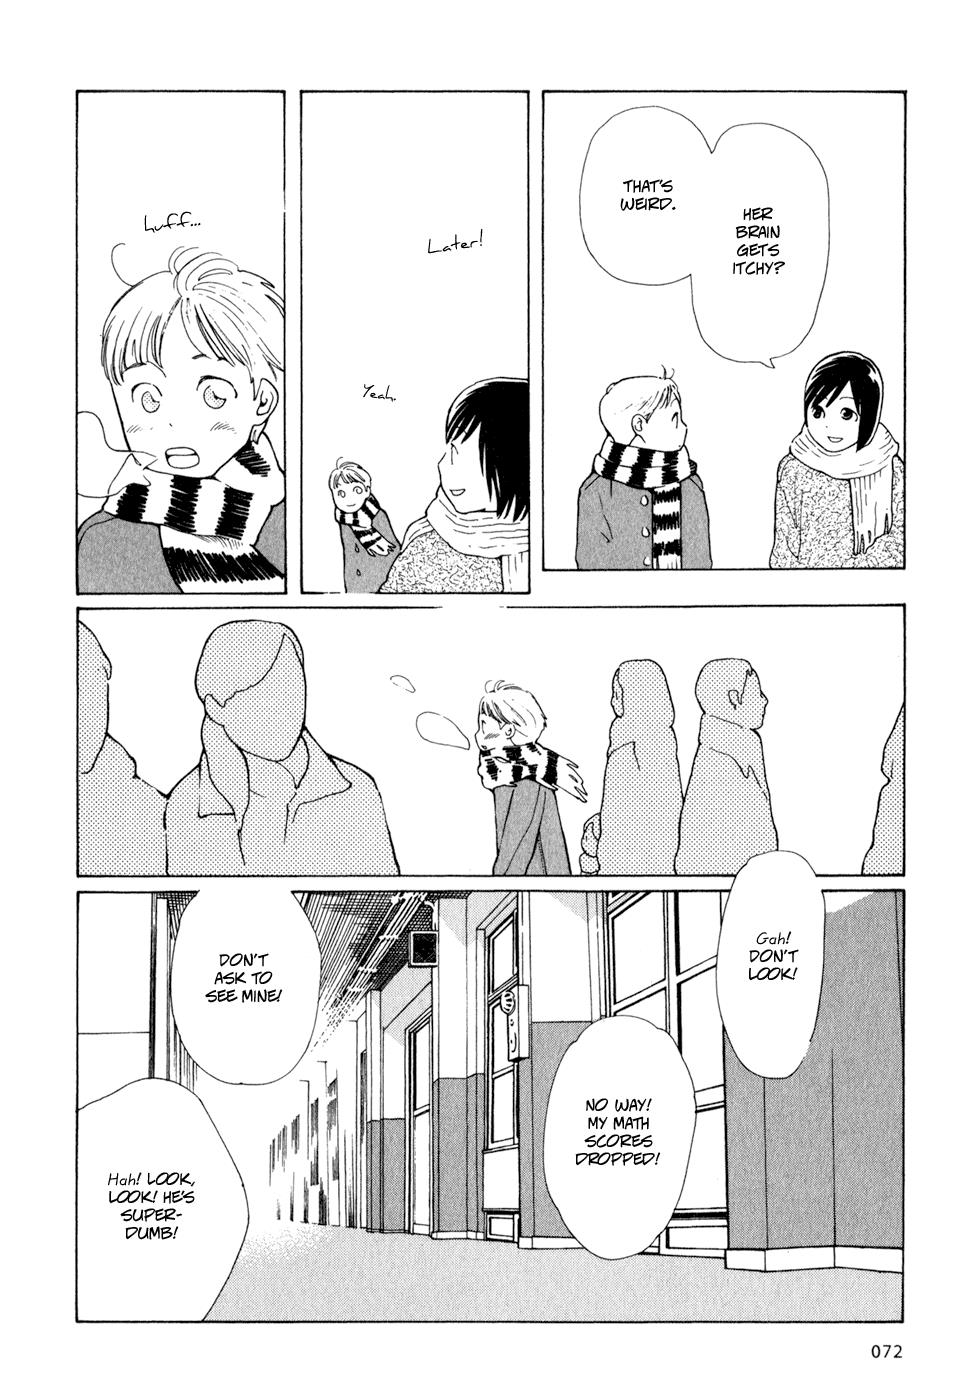 HER
BRAIN
GETS
ITCHY?
THAT'S
WEIRD.
Later!
Yeah.
huff...
Gah!
DON'T
LOOK!
NO WAY!
MY MATH
SCORES
DROPPED!
DON'T
ASK TO
SEE MINE!
Hah! LOOK,
LOOK! HE'S
SUPER-
DUMB!
072